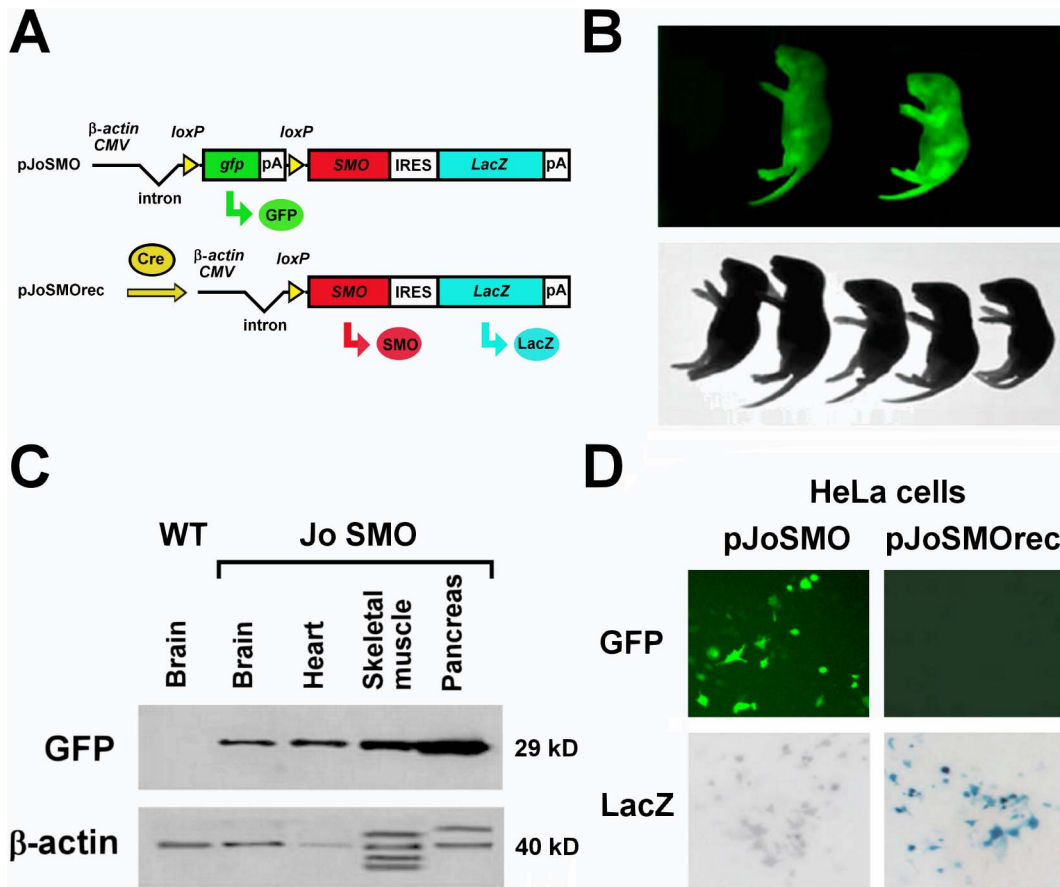 A
β-actin
CMV
loxP
loxP
pJoSMO
gfp
pA
SMO
IRES
LacZ
pA
intron
GFP
Cre
β-actin
CMV
loxP
pJoSMOrec
SMO
IRES
LacZ
pA
intron
SMO
LacZ
B
C
WT
Jo SMO
Brain
Brain
Heart
Skeletal
muscle
Pancreas
GFP
29 kD
β-actin
40 kD
D
HeLa cells
pJoSMO pJoSMOrec
GFP
LacZ